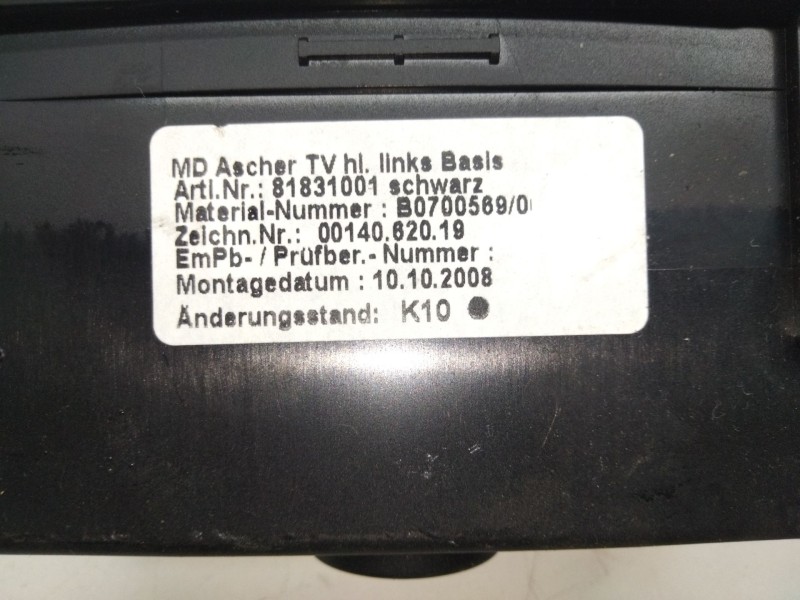 MD Ascher TV hl. links Basis
Arti.Nr.: 81831001 schwarz
Material-Nummer : B0700569/0
Zeichn.Nr.: 00140.620.19
EmPb- / Prüfber.- Nummer :
Montagedatum : 10.10.2008
Änderungsstand: K10